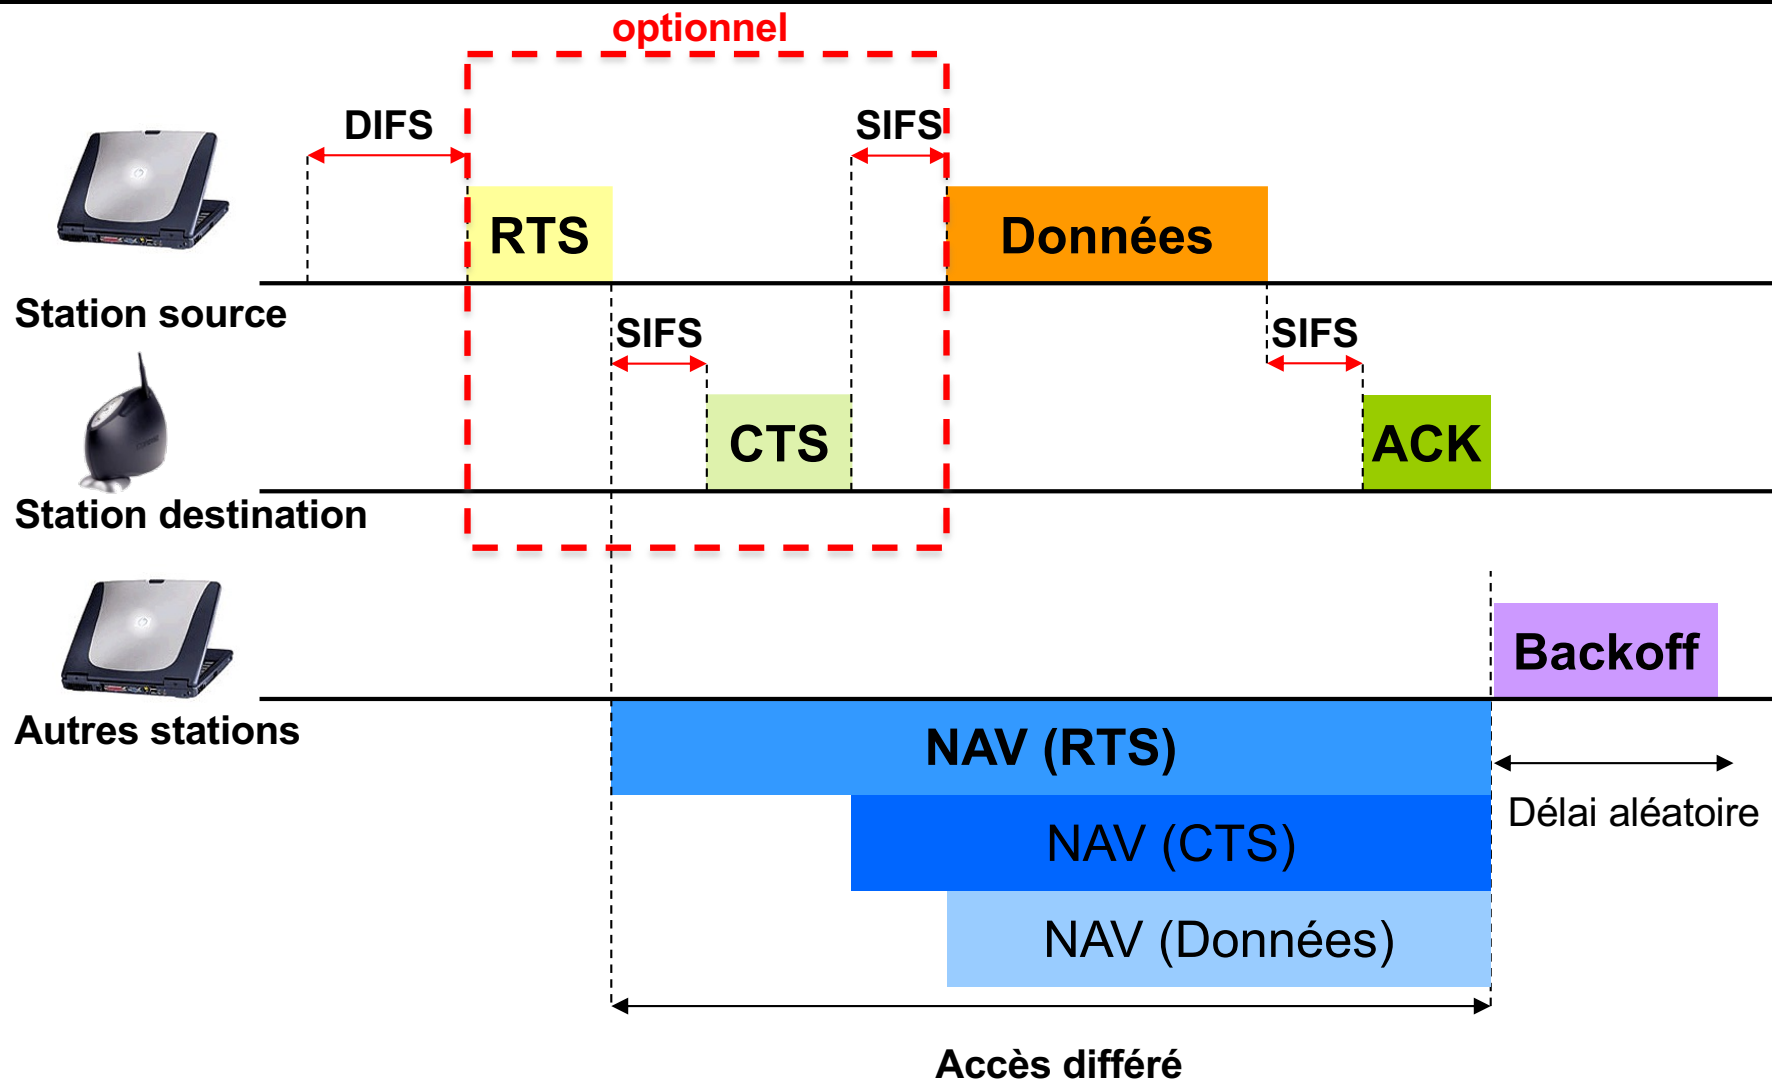 optionnel
DIFS
SIFS
RTS
Données
Station source
SIFS
SIFS
CTS
ACK
Station destination
Backoff
Autres stations
NAV (RTS)
Délai aléatoire
NAV (CTS)
NAV (Données)
Accès différé